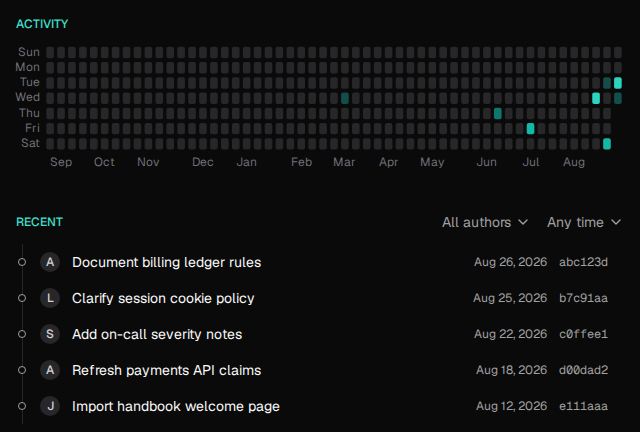 ACTIVITY
Sun
Mon
Tue
Wed
Thu
Fri
Sat
Sep Oct Nov Dec Jan Feb Mar Apr May Jun Jul Aug
RECENT All authors Any time
A Document billing ledger rules Aug 26, 2026 abc123d
L Clarify session cookie policy Aug 25, 2026 b7c91aa
S Add on-call severity notes Aug 22, 2026 c0ffee1
A Refresh payments API claims Aug 18, 2026 d00dad2
J Import handbook welcome page Aug 12, 2026 e111aaa